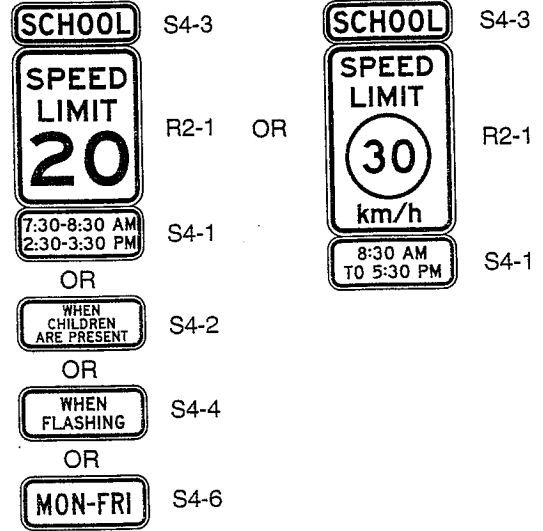 SCHOOL S4-3
SPEED
LIMIT
20
R2-1
7:30-8:30 AM
2:30-3:30 PM
S4-1
OR
WHEN
CHILDREN
ARE PRESENT
S4-2
OR
WHEN
FLASHING
S4-4
OR
MON-FRI S4-6
OR
SCHOOL S4-3
SPEED
LIMIT
30
km/h
R2-1
8:30 AM
TO 5:30 PM
S4-1